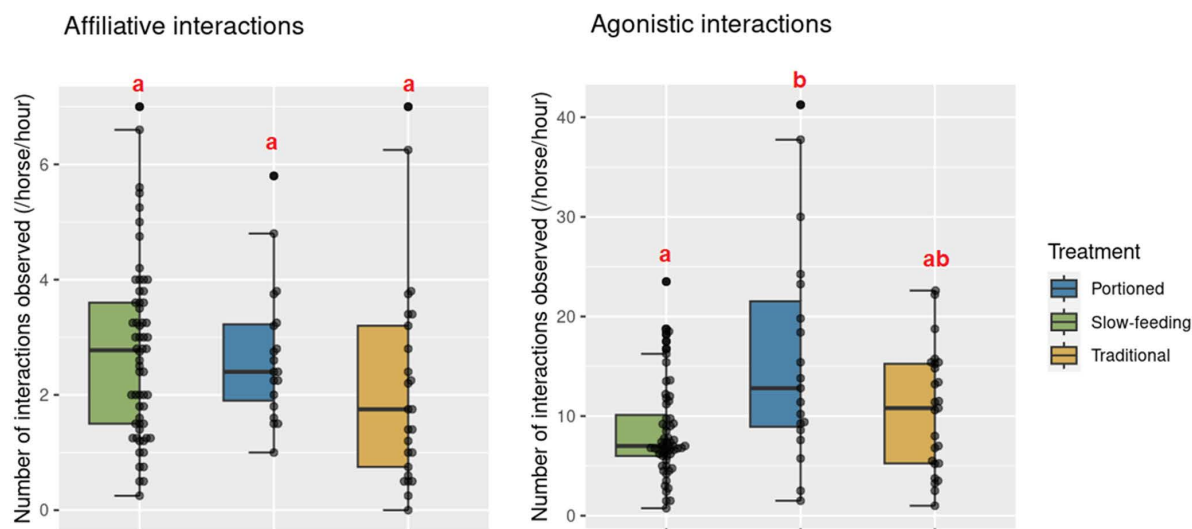 Affiliative interactions
Agonistic interactions
Number of interactions observed (/horse/hour)
6
4
2
0
a
a
a
Number of interactions observed (/horse/hour)
40
30
20
10
0
a
b
ab
Treatment
Portioned
Slow-feeding
Traditional